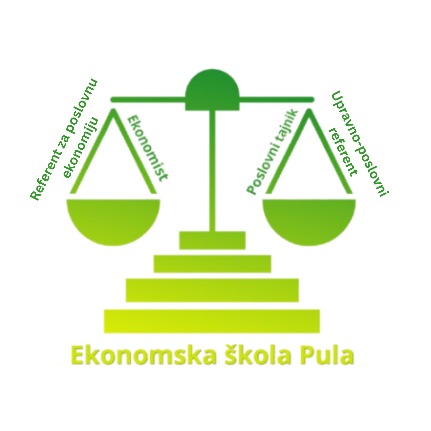 Referent za poslovnu
ekonomiju
Ekonomist
Poslovni tajnik
Upravno-poslovni
referent
Ekonomska škola Pula